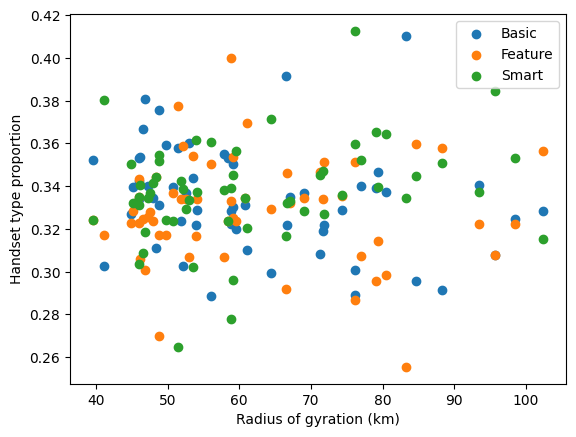 0.42
0.40
0.38
0.36
0.34
0.32
0.30
0.28
0.26
Handset type proportion
Basic
Feature
Smart
40 50 60 70 80 90 100
Radius of gyration (km)